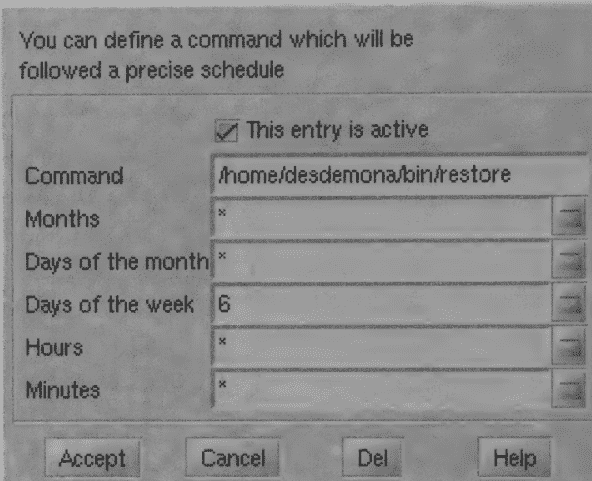 You can define a command which will be
followed a precise schedule
This entry is active
Command /home/desdemona/bin/restore
Months *
Days of the month *
Days of the week 6
Hours *
Minutes *
Accept Cancel Del Help